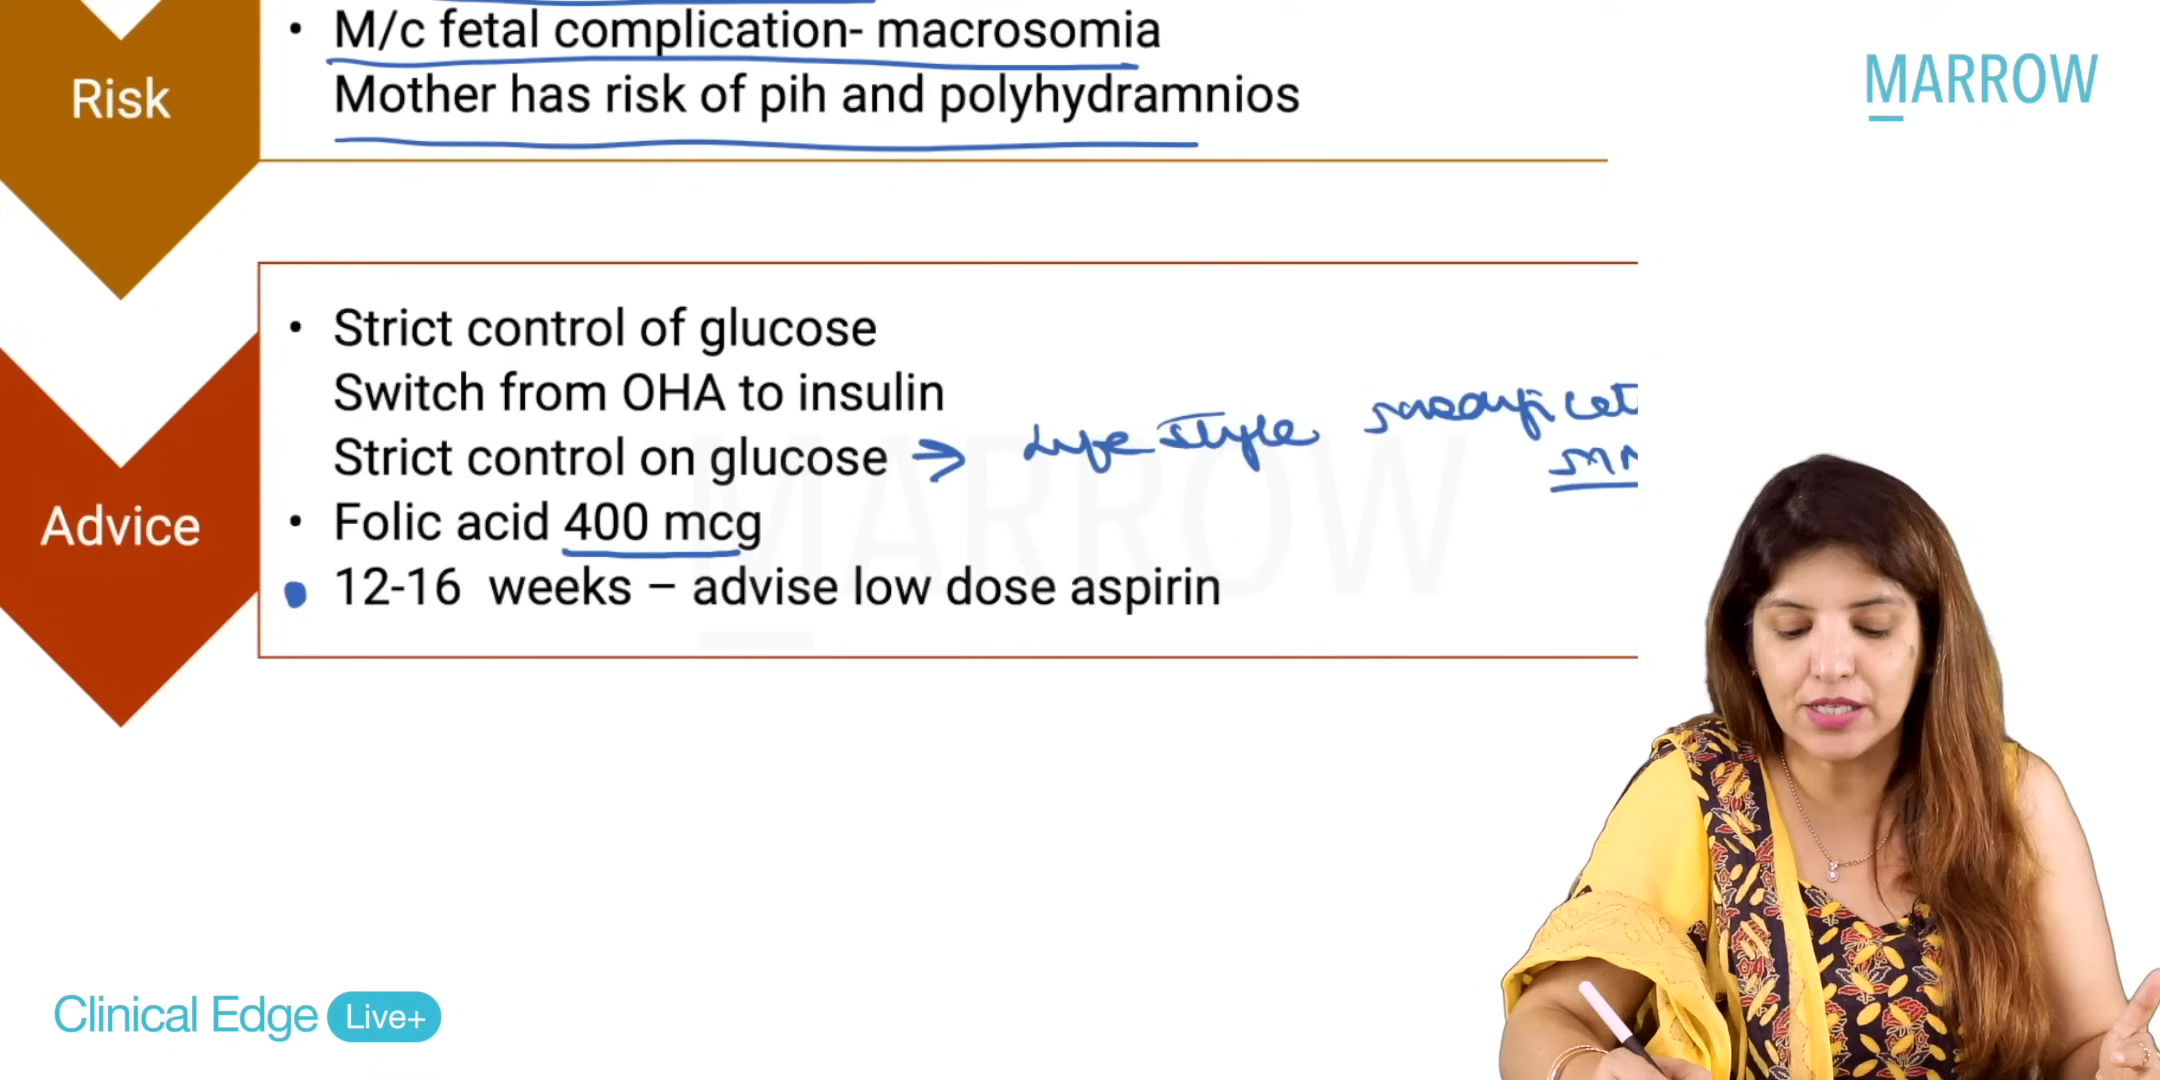 M/c fetal complication- macrosomia
Mother has risk of pih and polyhydramnios
MARROW
Risk
Strict control of glucose
Switch from OHA to insulin
Strict control on glucose → Life style
Folic acid 400 mcg
12-16 weeks – advise low dose aspirin
Advice
MARROW
Clinical Edge Live+